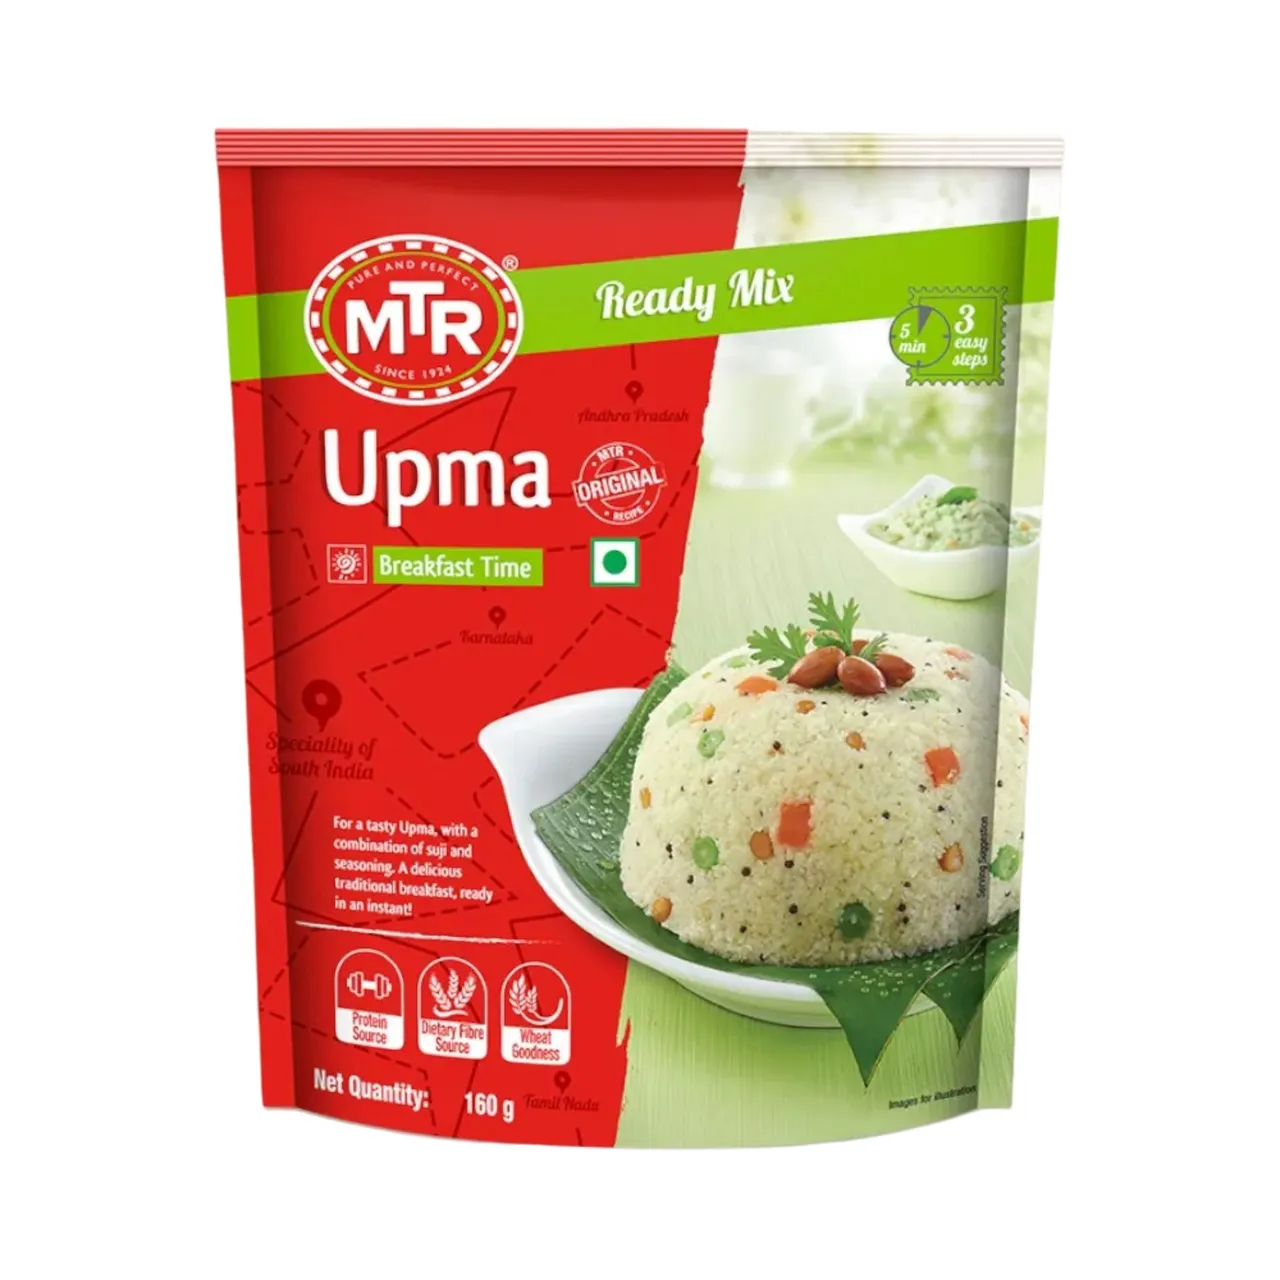 PURE AND PERFECT
MTR
SINCE 1924
®
Ready Mix
5
min
3
easy
steps
Andhra Pradesh
Upma
MTR
ORIGINAL
RECIPE
Breakfast Time
Karnataka
Speciality of
South India
For a tasty Upma, with a
combination of suji and
seasoning. A delicious
traditional breakfast, ready
in an instant!
Serving Suggestion
Protein
Source
Dietary Fibre
Source
Wheat
Goodness
Net Quantity: 160 g
Tamil Nadu
Images for illustration